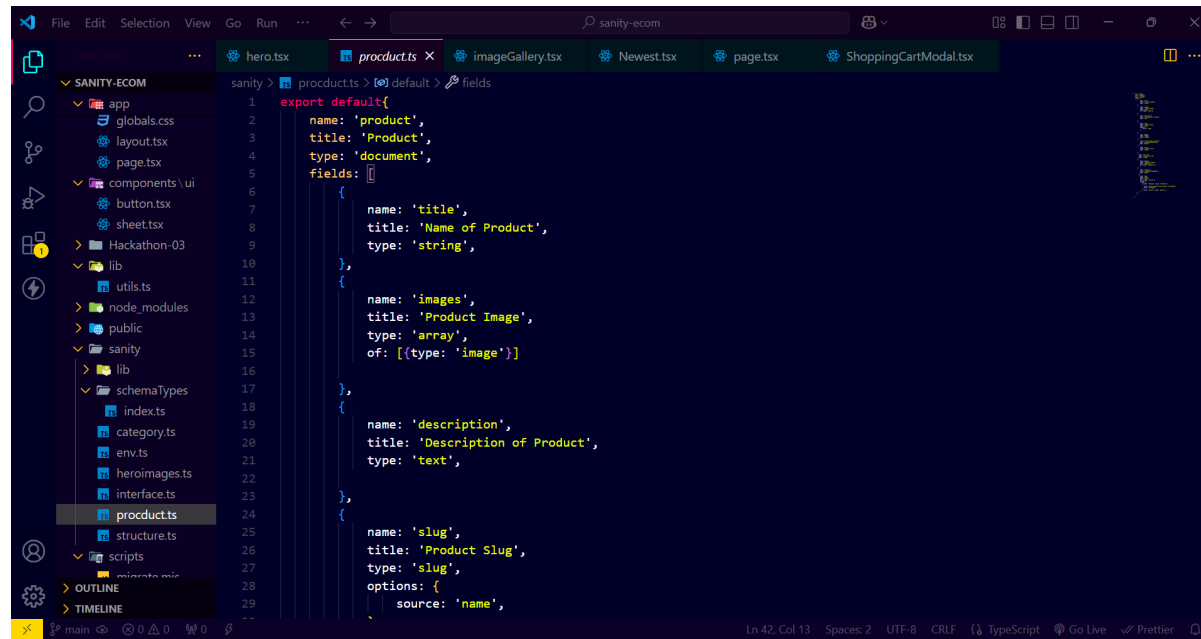 File Edit Selection View Go Run ... sanity-ecom
hero.tsx procduct.ts imageGallery.tsx Newest.tsx page.tsx ShoppingCartModal.tsx
SANITY-ECOM
app
globals.css
layout.tsx
page.tsx
components \ ui
button.tsx
sheet.tsx
Hackathon-03
lib
utils.ts
node_modules
public
sanity
lib
schemaTypes
index.ts
category.ts
env.ts
heroimages.ts
interface.ts
procduct.ts
structure.ts
scripts
OUTLINE
TIMELINE
1
sanity > procduct.ts > default > fields
1 export default{
2 name: 'product',
3 title: 'Product',
4 type: 'document',
5 fields: [
6 {
7 name: 'title',
8 title: 'Name of Product',
9 type: 'string',
10 },
11 {
12 name: 'images',
13 title: 'Product Image',
14 type: 'array',
15 of: [{type: 'image'}]
16
17 },
18 {
19 name: 'description',
20 title: 'Description of Product',
21 type: 'text',
22
23 },
24 {
25 name: 'slug',
26 title: 'Product Slug',
27 type: 'slug',
28 options: {
29 source: 'name',
main 0 0 0 Ln 42, Col 13 Spaces: 2 UTF-8 CRLF {} TypeScript Go Live Prettier